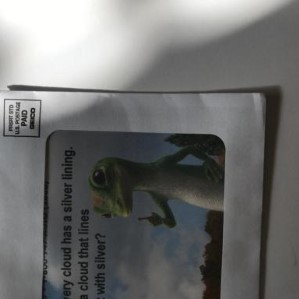 PRSRT STD
U.S. POSTAGE
PAID
GEICO
very cloud has a silver lining.
a cloud that lines
with silver?